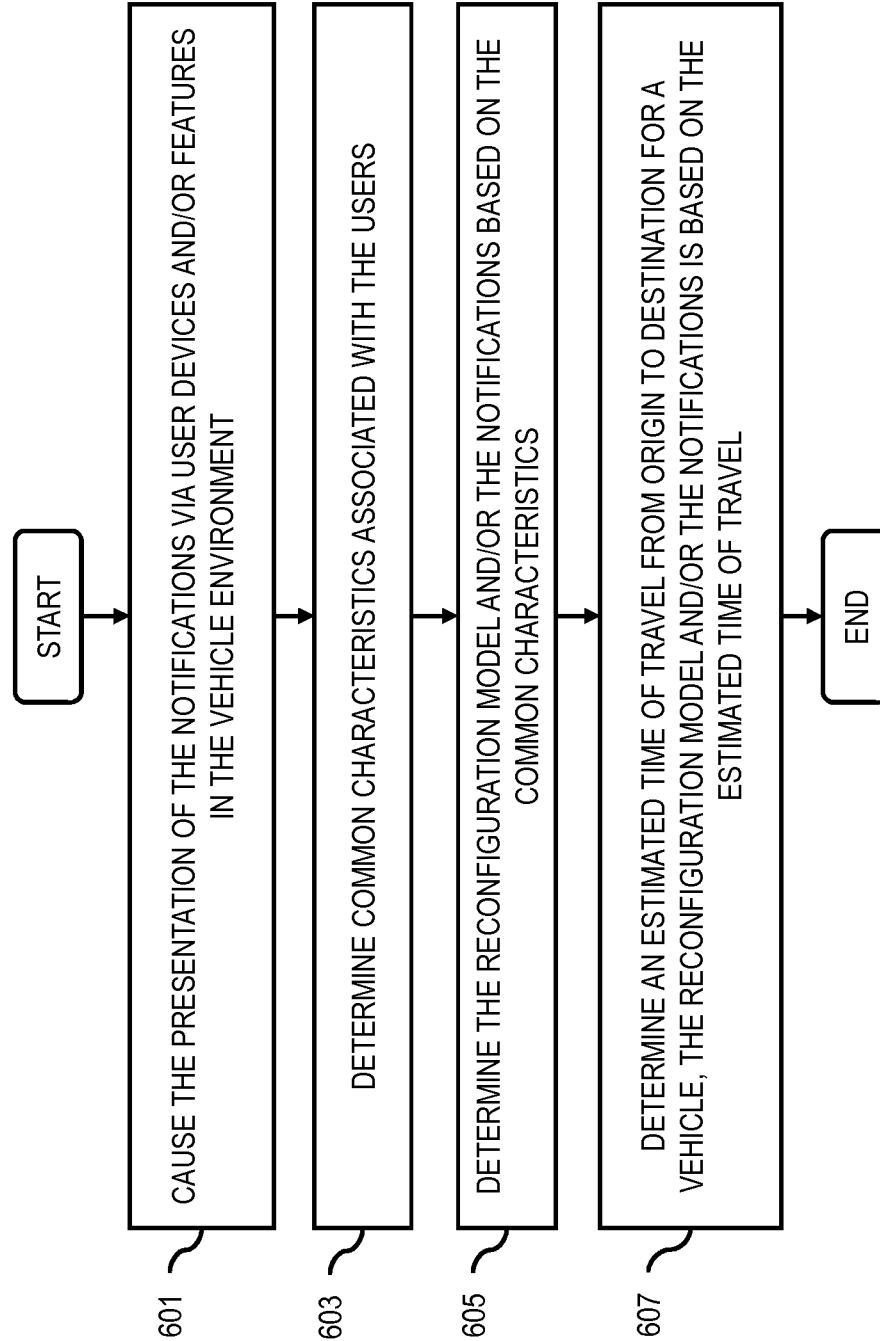 START
601
CAUSE THE PRESENTATION OF THE NOTIFICATIONS VIA USER DEVICES AND/OR FEATURES
IN THE VEHICLE ENVIRONMENT
603
DETERMINE COMMON CHARACTERISTICS ASSOCIATED WITH THE USERS
605
DETERMINE THE RECONFIGURATION MODEL AND/OR THE NOTIFICATIONS BASED ON THE
COMMON CHARACTERISTICS
607
DETERMINE AN ESTIMATED TIME OF TRAVEL FROM ORIGIN TO DESTINATION FOR A
VEHICLE, THE RECONFIGURATION MODEL AND/OR THE NOTIFICATIONS IS BASED ON THE
ESTIMATED TIME OF TRAVEL
END